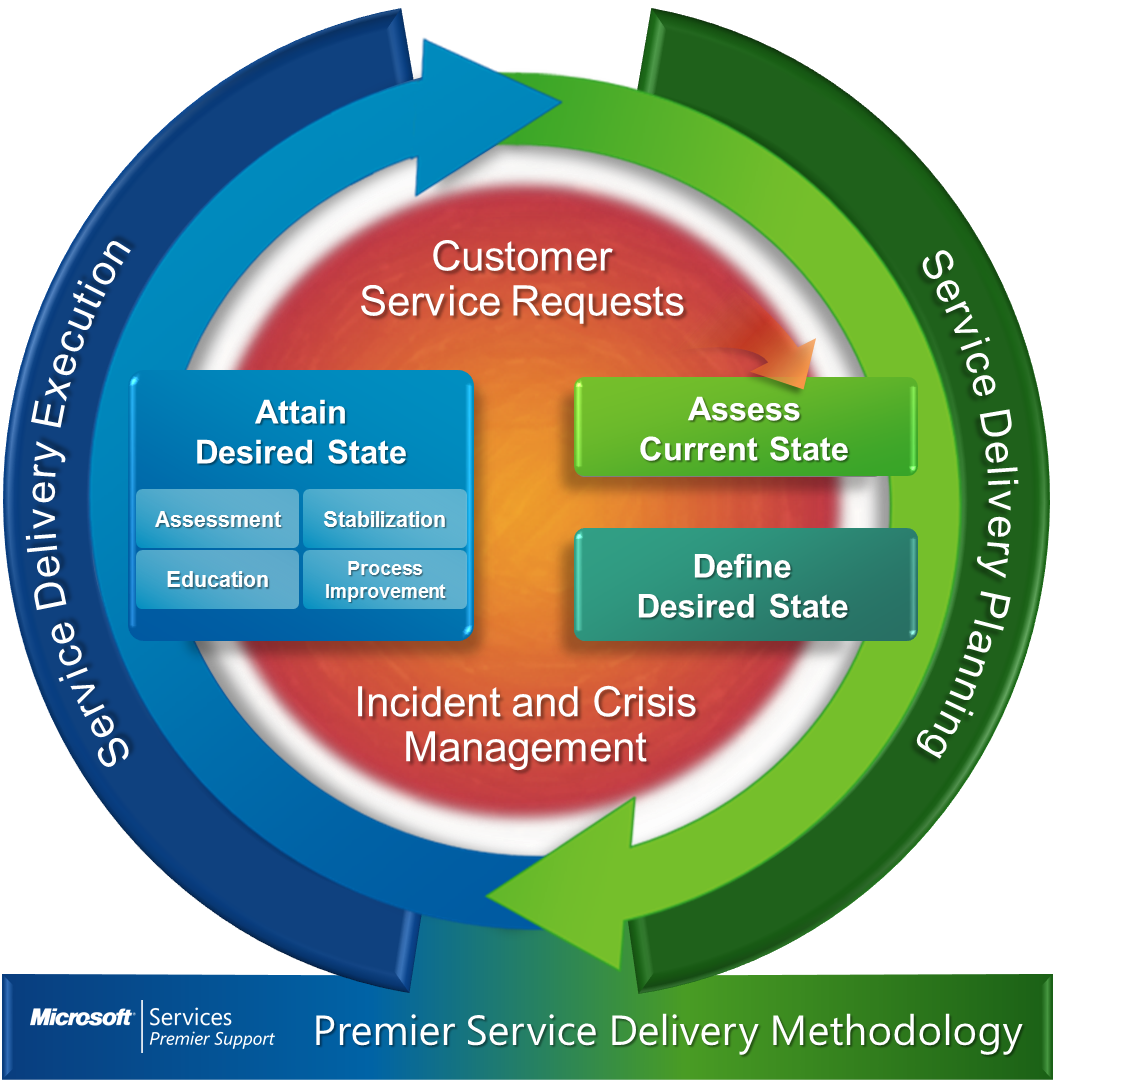 Customer
Service Requests
Service Delivery Execution
Service Delivery Planning
Attain
Desired State
Assessment
Stabilization
Education
Process
Improvement
Assess
Current State
Define
Desired State
Incident and Crisis
Management
Microsoft
Services
Premier Support
Premier Service Delivery Methodology